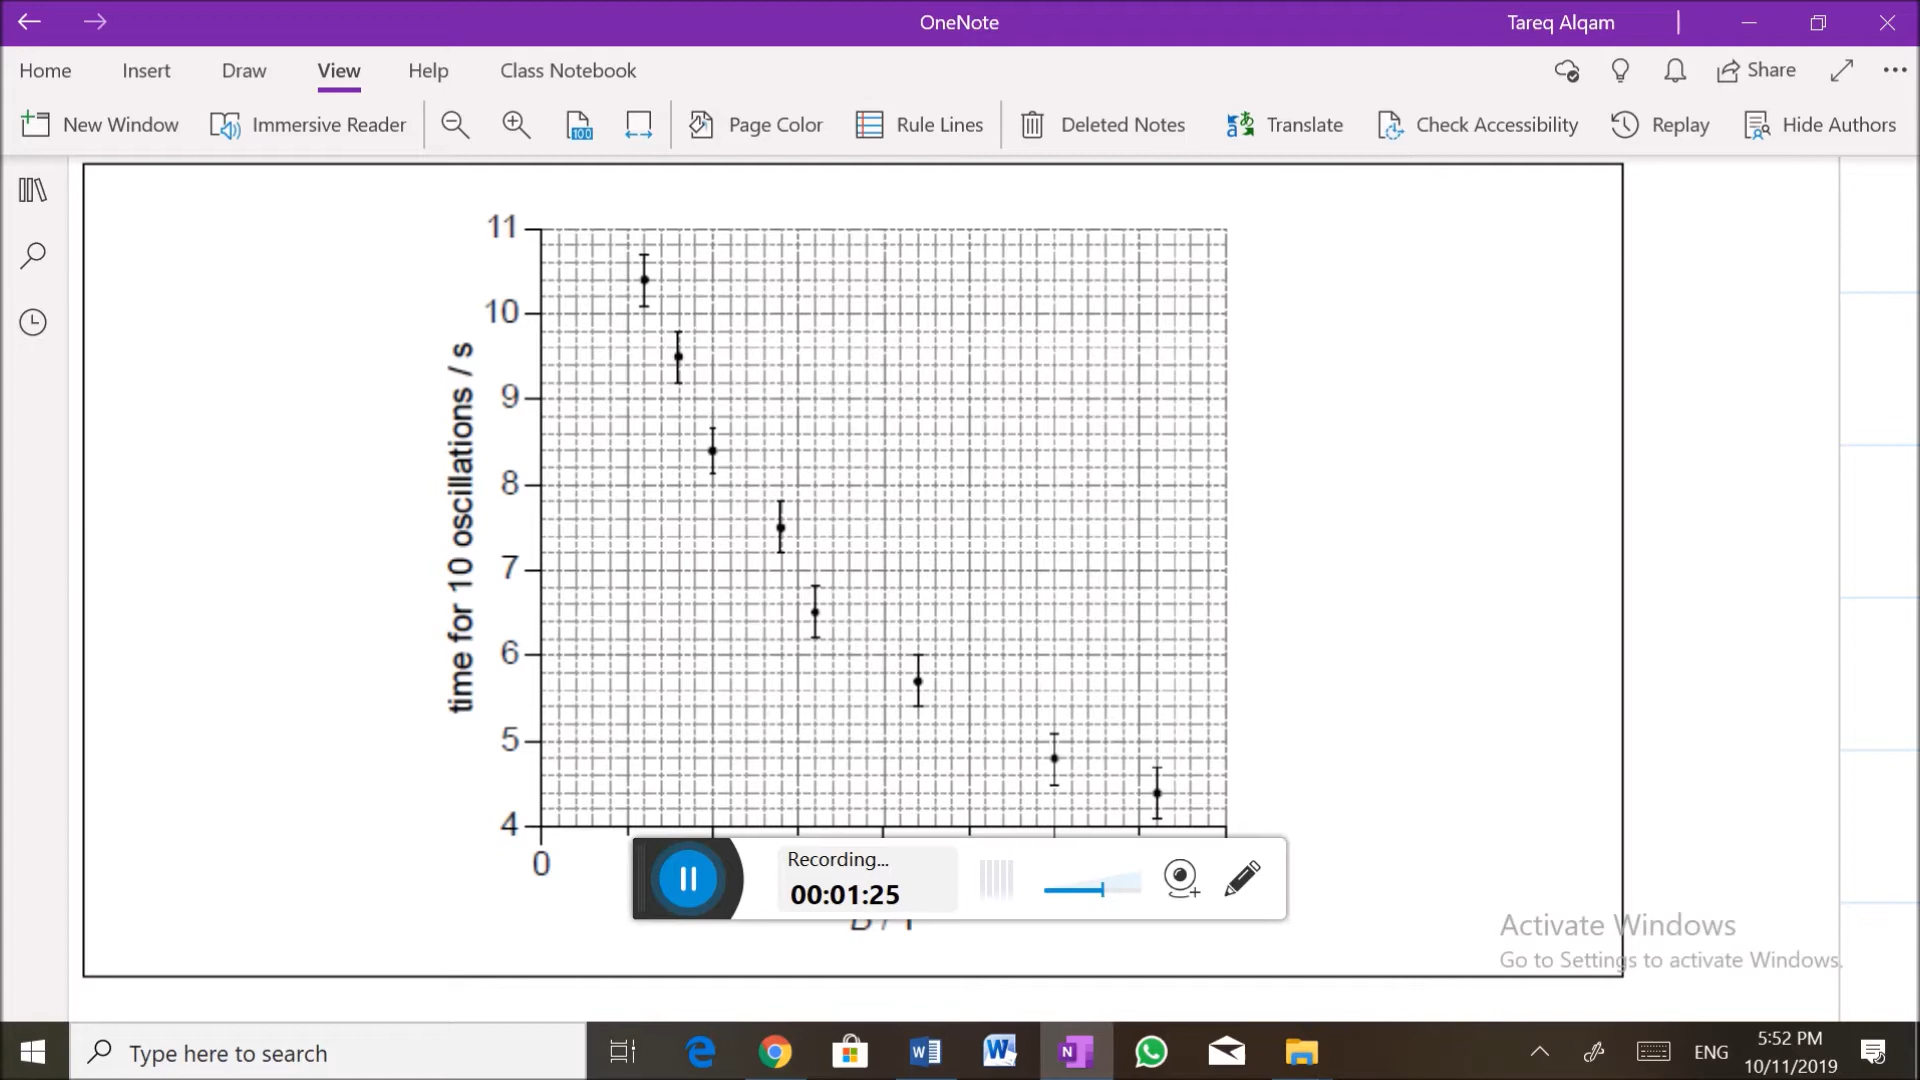 OneNote
Tareq Alqam
Home
Insert
Draw
View
Help
Class Notebook
Share
New Window
Immersive Reader
100
Page Color
Rule Lines
Deleted Notes
Translate
Check Accessibility
Replay
Hide Authors
11
10
9
8
7
6
5
4
0
time for 10 oscillations / s
Recording...
00:01:25
Activate Windows
Go to Settings to activate Windows.
Type here to search
ENG
5:52 PM
10/11/2019